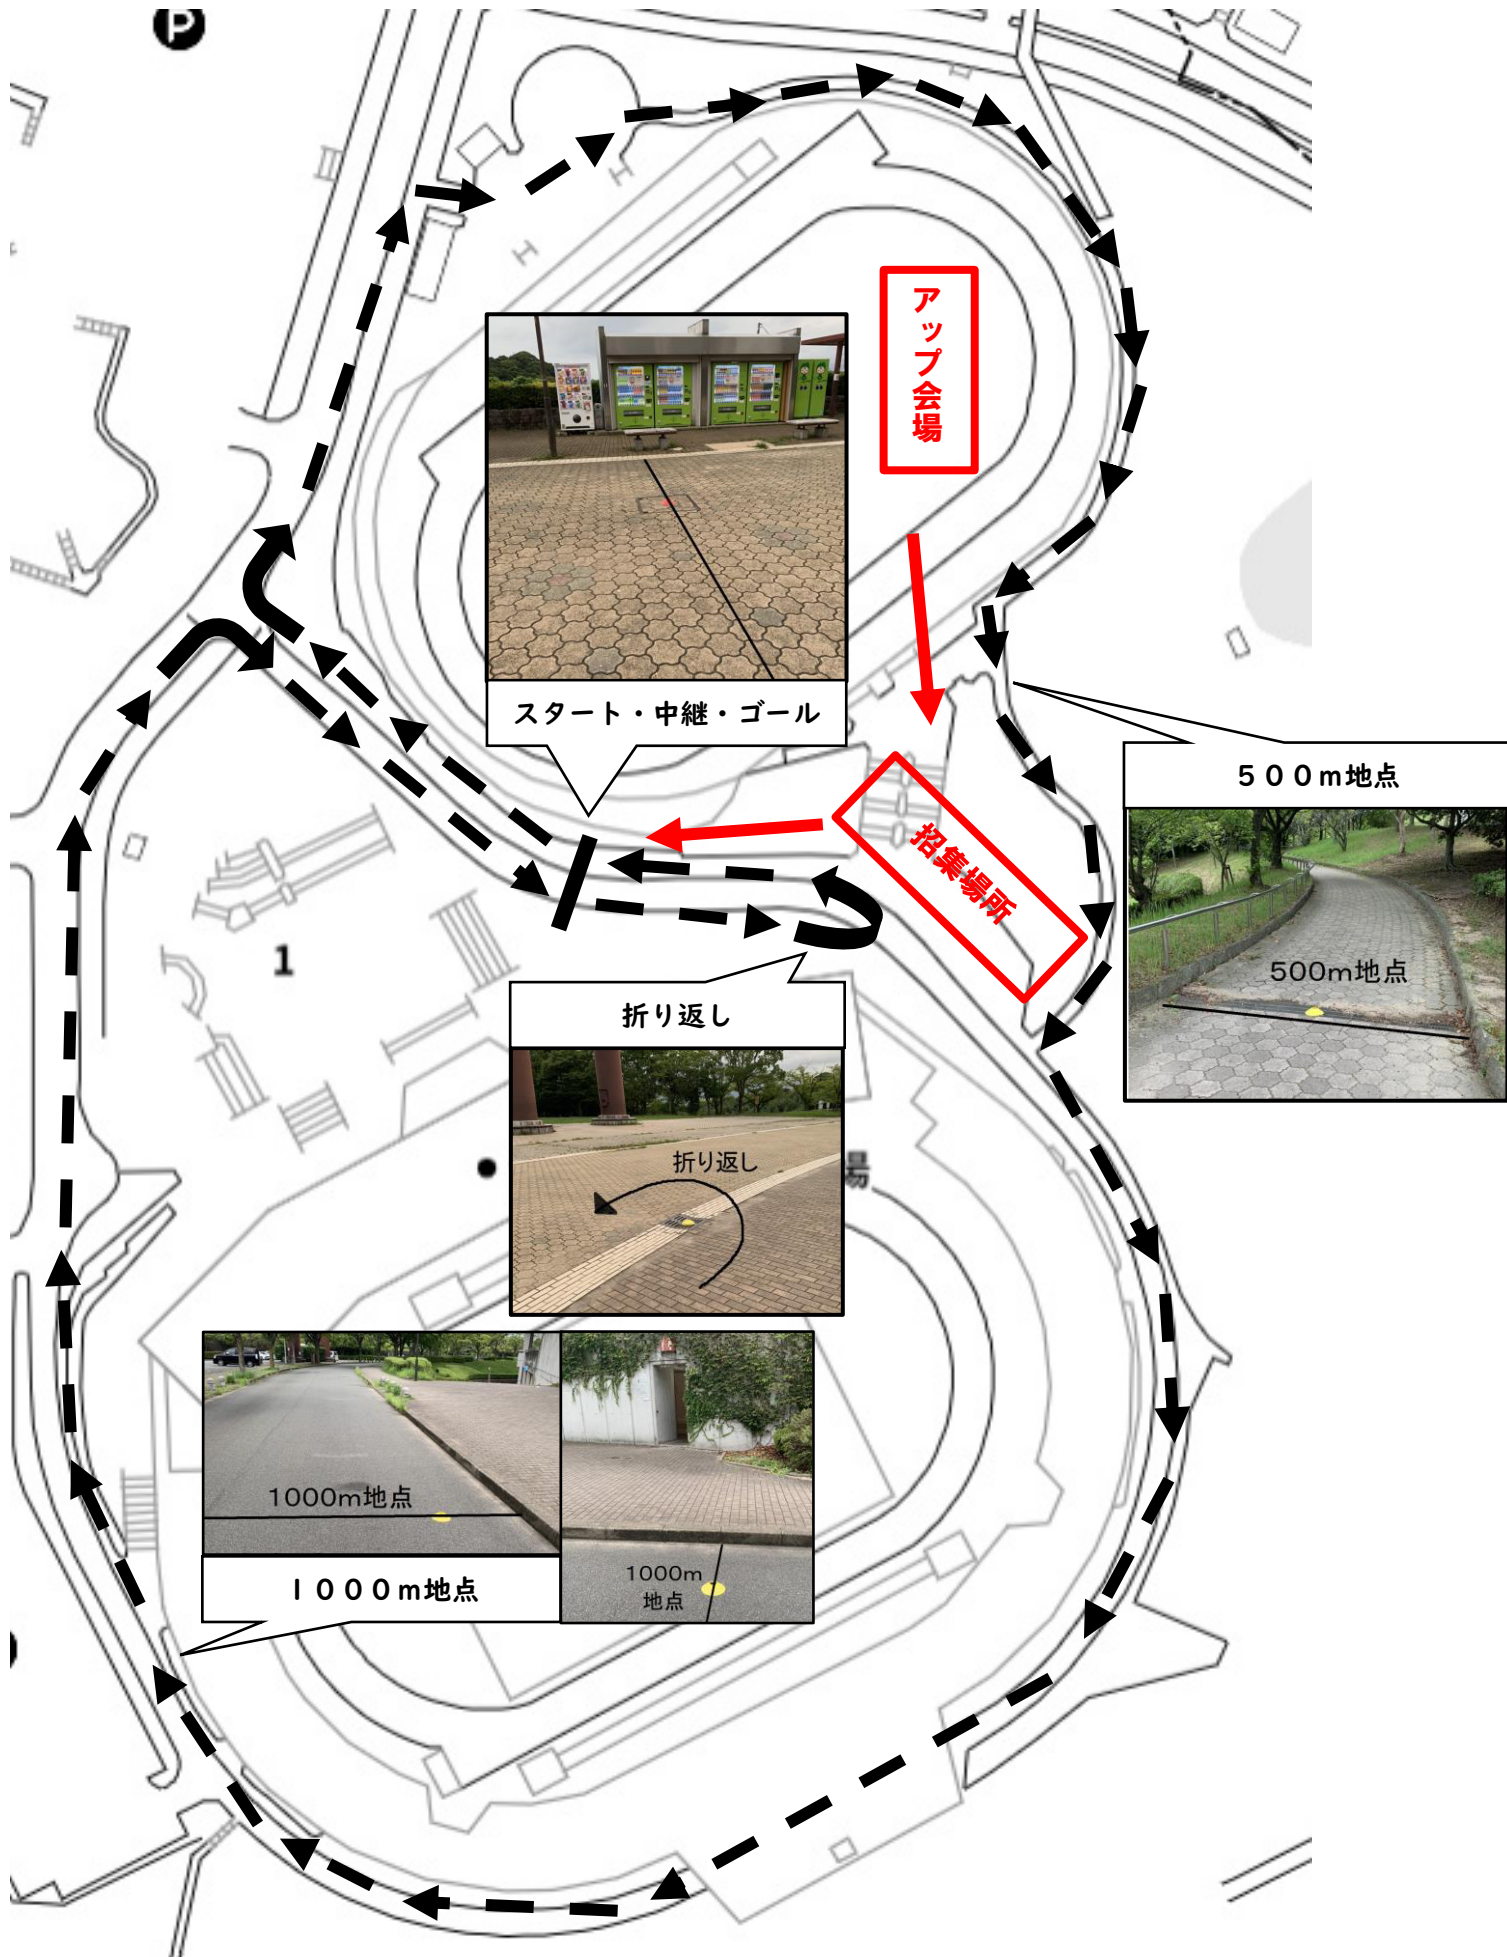 P
アップ会場
スタート・中継・ゴール
500m地点
500m地点
招集場所
1
折り返し
折り返し
場
1000m地点
1000m地点
1000m
地点